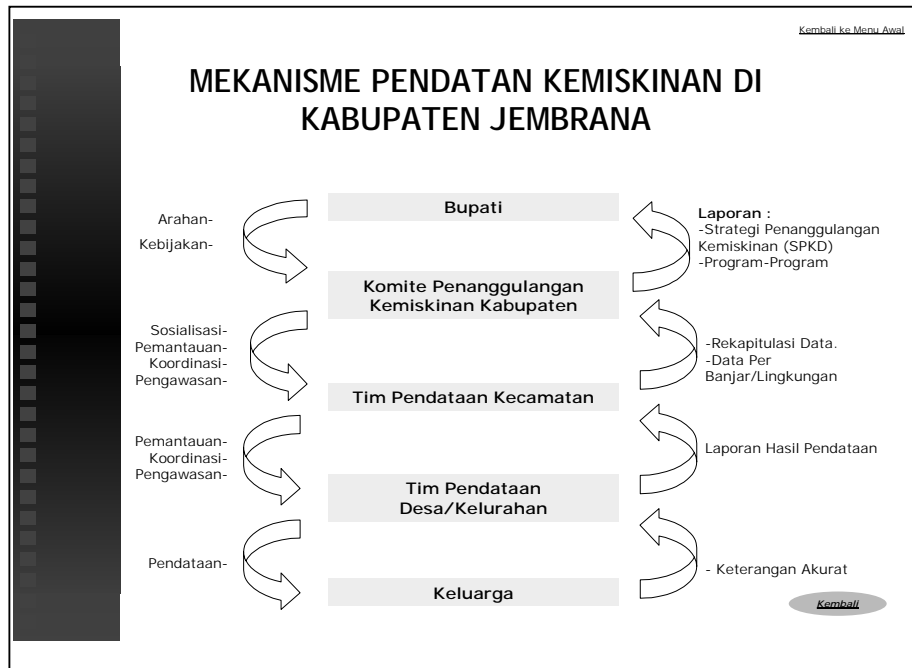 Kembali ke Menu Awal
MEKANISME PENDATAN KEMISKINAN DI
KABUPATEN JEMBRANA
Bupati
Arahan-
Kebijakan-
Laporan :
-Strategi Penanggulangan
Kemiskinan (SPKD)
-Program-Program
Komite Penanggulangan
Kemiskinan Kabupaten
Sosialisasi-
Pemantauan-
Koordinasi-
Pengawasan-
-Rekapitulasi Data.
-Data Per
Banjar/Lingkungan
Tim Pendataan Kecamatan
Pemantauan-
Koordinasi-
Pengawasan-
Laporan Hasil Pendataan
Tim Pendataan
Desa/Kelurahan
Pendataan-
- Keterangan Akurat
Keluarga
Kembali